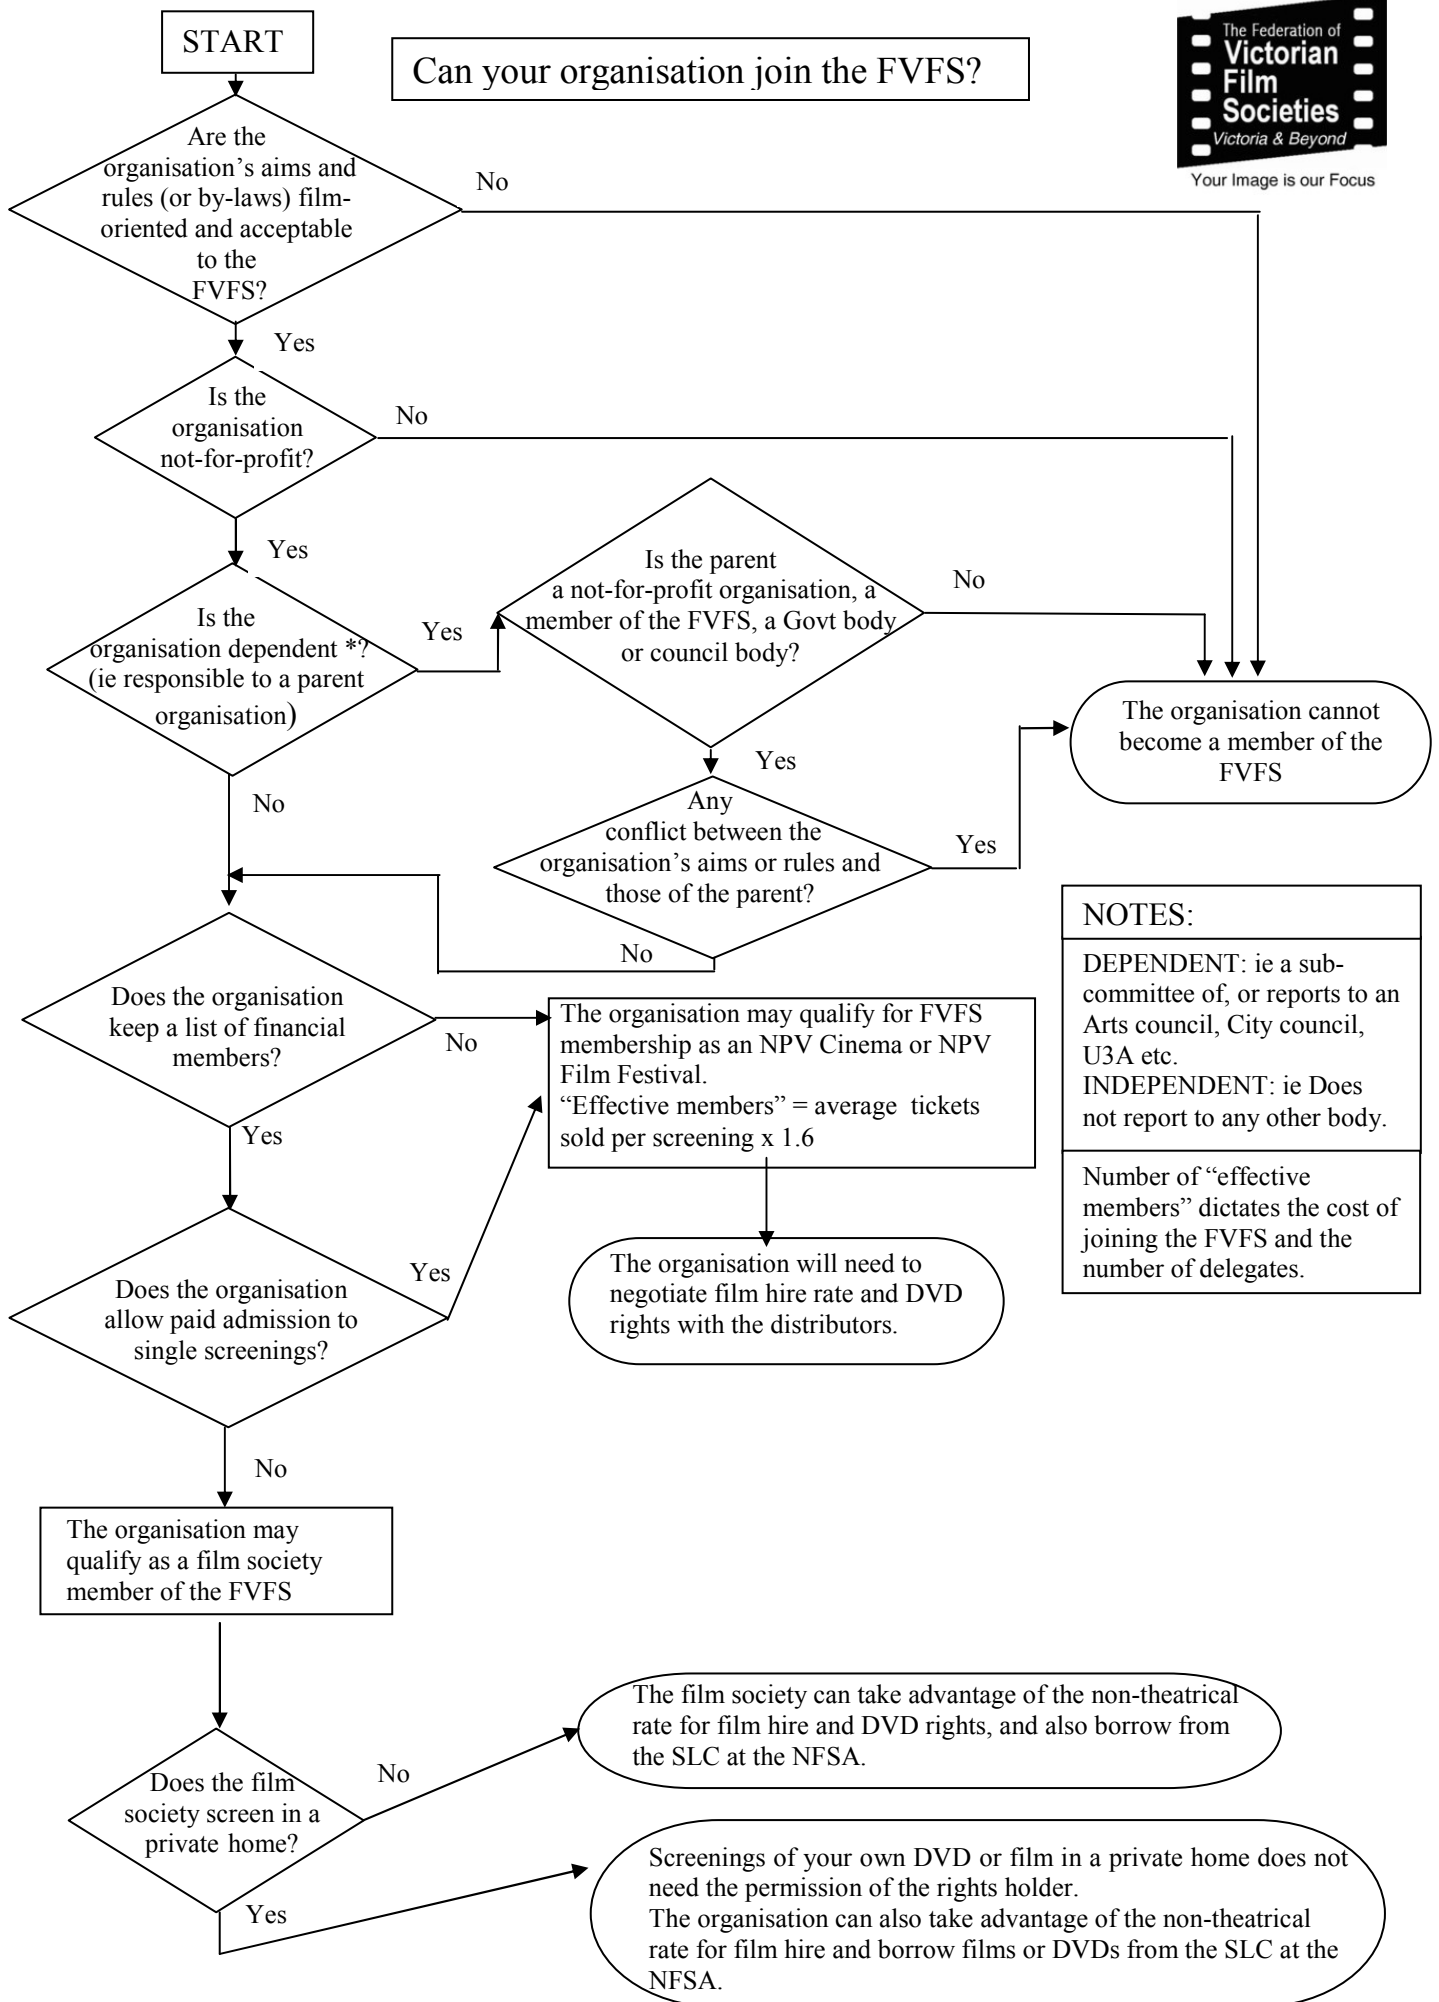 START
Can your organisation join the FVFS?
The Federation of
Victorian
Film
Societies
Victoria & Beyond
Your Image is our Focus
Are the
organisation’s aims and
rules (or by-laws) film-
oriented and acceptable
to the
FVFS?
No
Yes
Is the
organisation
not-for-profit?
No
Yes
Is the
organisation dependent *?
(ie responsible to a parent
organisation)
Yes
No
Is the parent
a not-for-profit organisation, a
member of the FVFS, a Govt body
or council body?
No
Yes
The organisation cannot
become a member of the
FVFS
Any
conflict between the
organisation’s aims or rules and
those of the parent?
Yes
No
NOTES:
DEPENDENT: ie a sub-
committee of, or reports to an
Arts council, City council,
U3A etc.
INDEPENDENT: ie Does
not report to any other body.
Number of “effective
members” dictates the cost of
joining the FVFS and the
number of delegates.
Does the organisation
keep a list of financial
members?
No
Yes
The organisation may qualify for FVFS
membership as an NPV Cinema or NPV
Film Festival.
“Effective members” = average tickets
sold per screening x 1.6
The organisation will need to
negotiate film hire rate and DVD
rights with the distributors.
Does the organisation
allow paid admission to
single screenings?
Yes
No
The organisation may
qualify as a film society
member of the FVFS
Does the film
society screen in a
private home?
No
Yes
The film society can take advantage of the non-theatrical
rate for film hire and DVD rights, and also borrow from
the SLC at the NFSA.
Screenings of your own DVD or film in a private home does not
need the permission of the rights holder.
The organisation can also take advantage of the non-theatrical
rate for film hire and borrow films or DVDs from the SLC at the
NFSA.